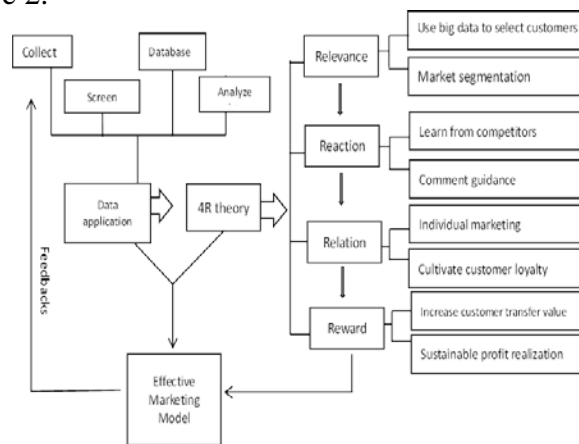 e 2.
Collect
Database
Screen
Analyze
Data
application
4R theory
Relevance
Reaction
Relation
Reward
Use big data to select customers
Market segmentation
Learn from competitors
Comment guidance
Individual marketing
Cultivate customer loyalty
Increase customer transfer value
Sustainable profit realization
Feedbacks
Effective
Marketing
Model